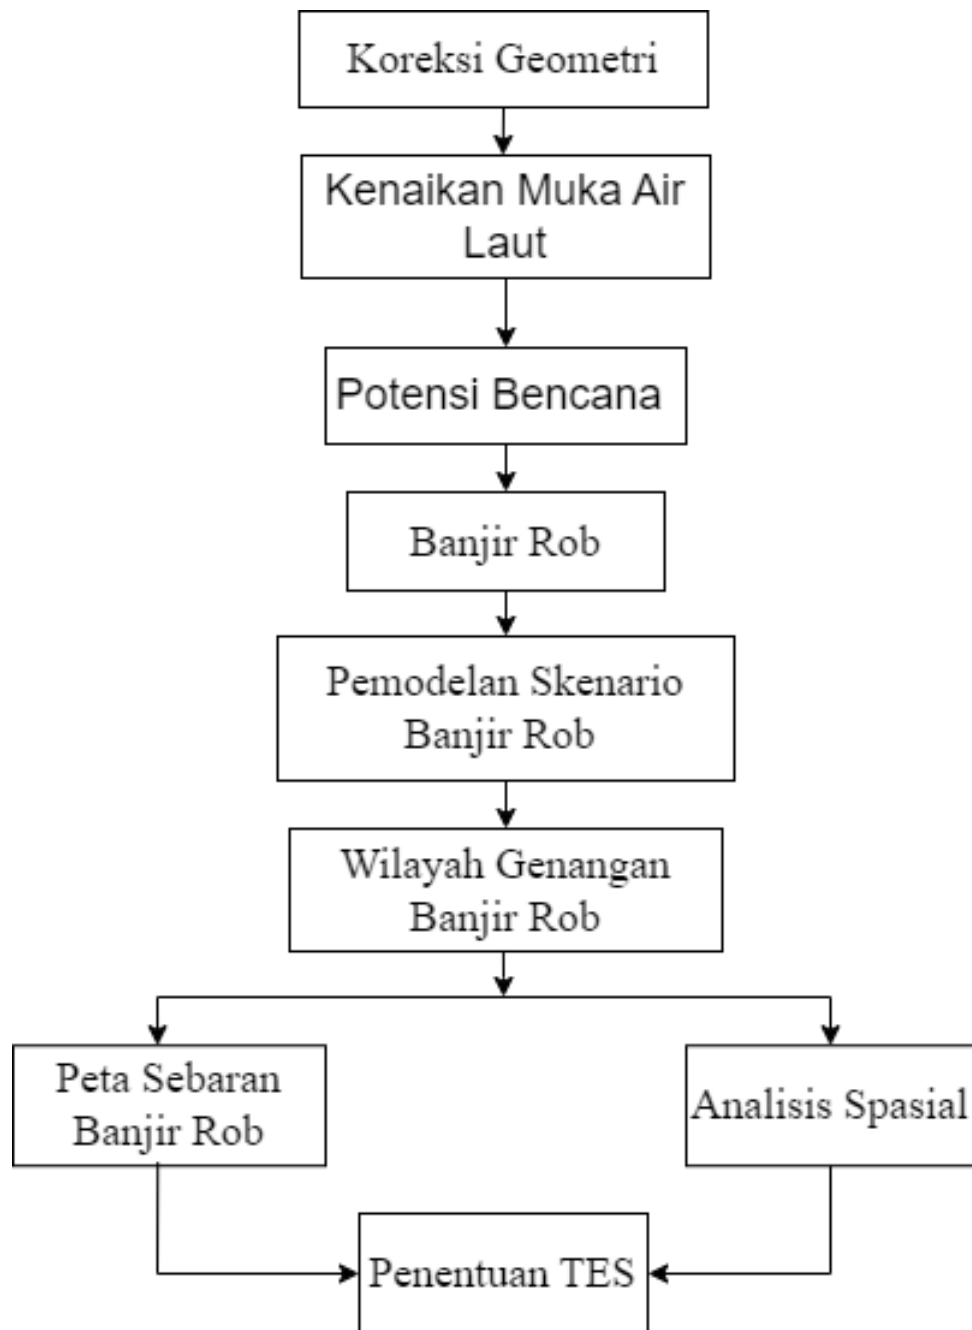 Koreksi Geometri
Kenaikan Muka Air
Laut
Potensi Bencana
Banjir Rob
Pemodelan Skenario
Banjir Rob
Wilayah Genangan
Banjir Rob
Peta Sebaran
Banjir Rob
Analisis Spasial
Penentuan TES